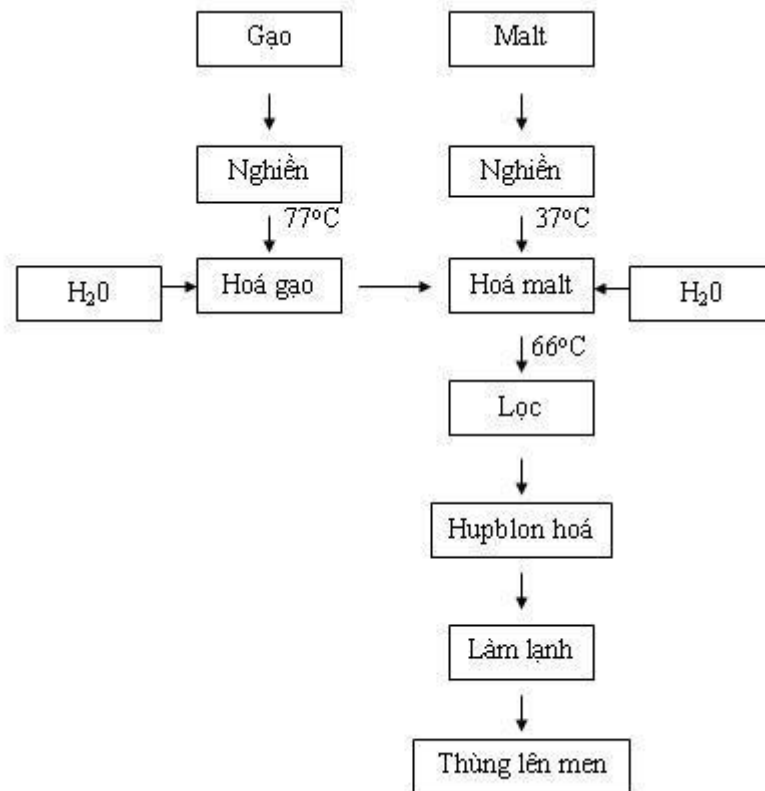 Gạo Malt
Nghiền Nghiền
77°C 37°C
H₂0 Hoá gạo Hoá malt H₂0
66°C
Lọc
Hupblon hoá
Làm lạnh
Thùng lên men